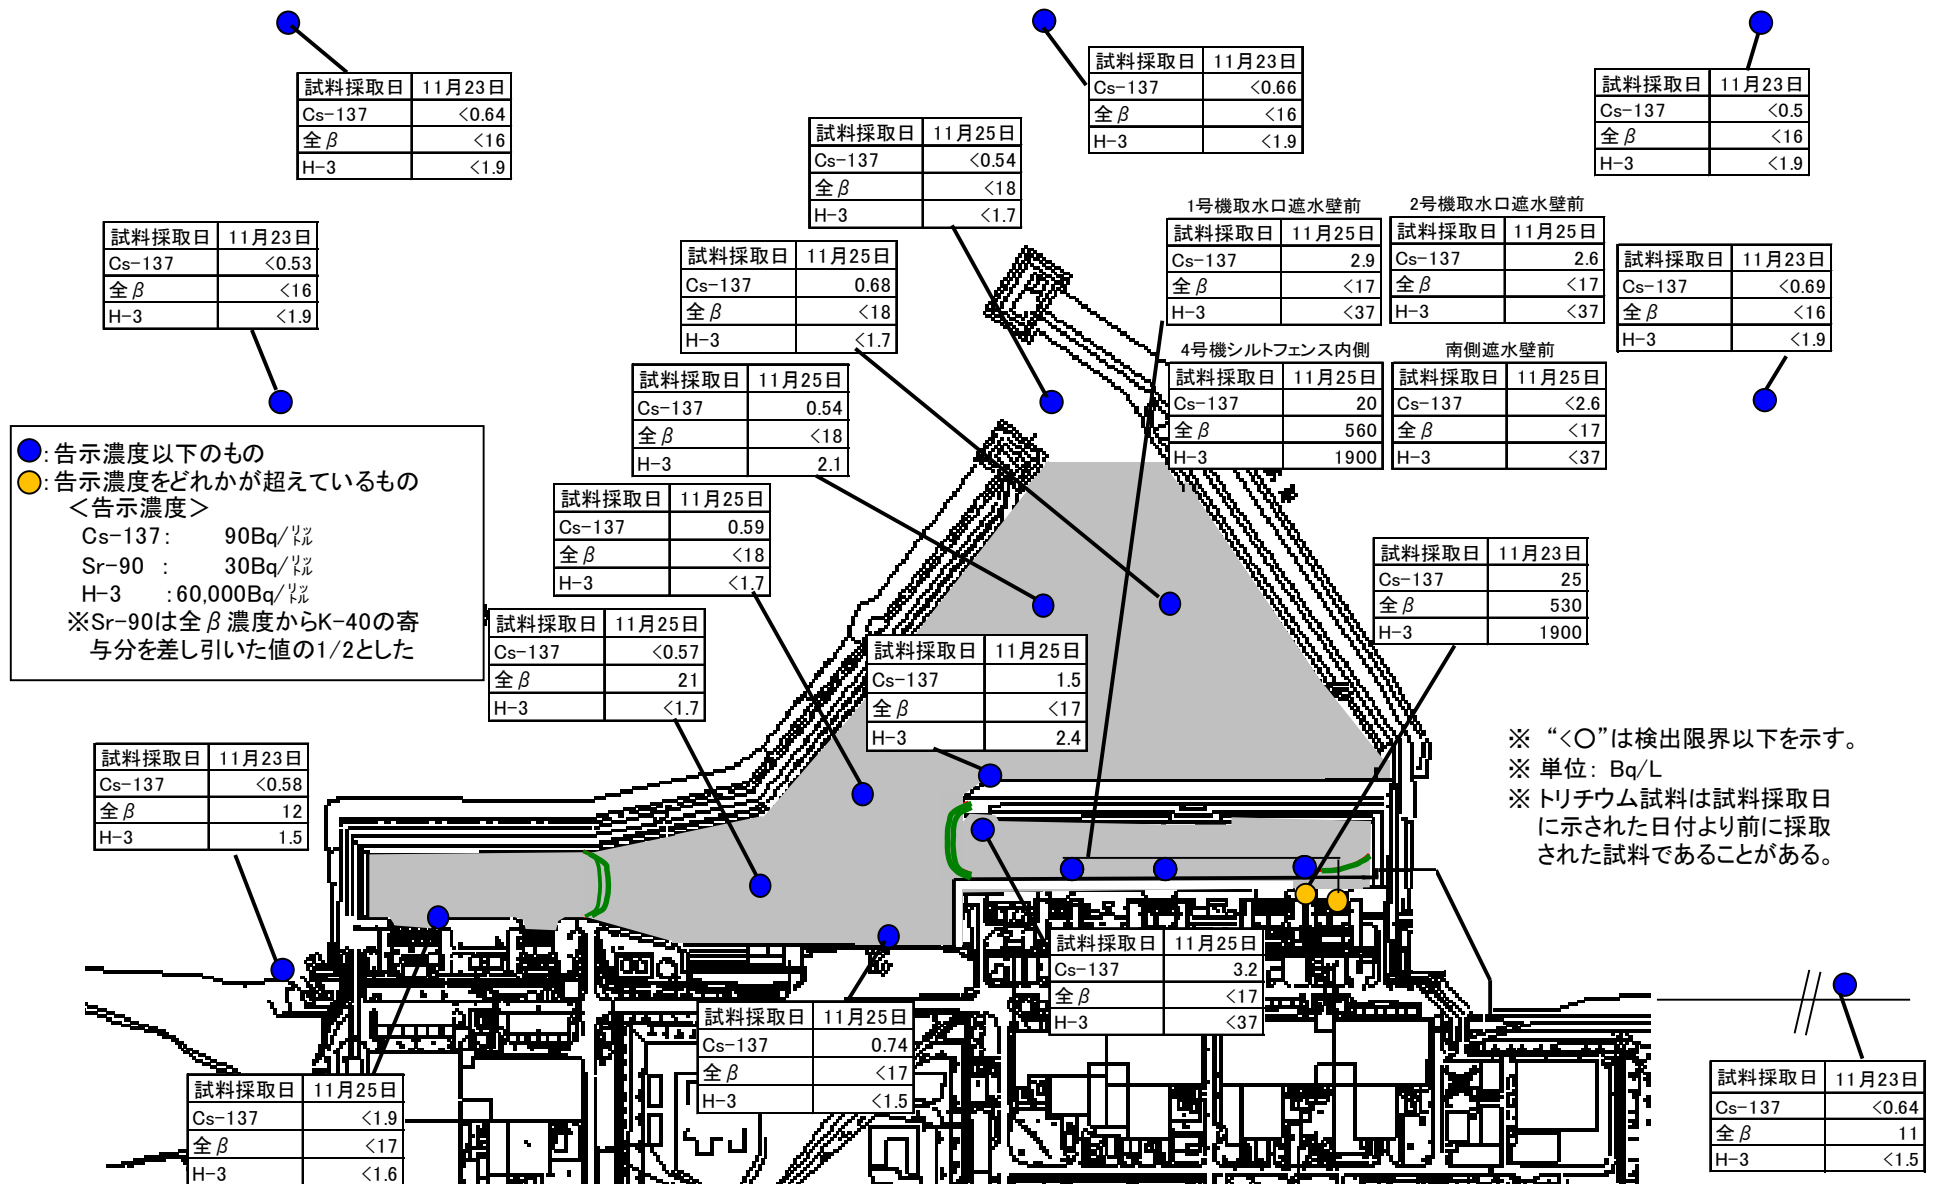 試料採取日 11月23日
Cs-137 <0.64
全β <16
H-3 <1.9
試料採取日 11月23日
Cs-137 <0.66
全β <16
H-3 <1.9
試料採取日 11月23日
Cs-137 <0.5
全β <16
H-3 <1.9
試料採取日 11月25日
Cs-137 <0.54
全β <18
H-3 <1.7
試料採取日 11月23日
Cs-137 <0.53
全β <16
H-3 <1.9
試料採取日 11月25日
Cs-137 0.68
全β <18
H-3 <1.7
1号機取水口遮水壁前
試料採取日 11月25日
Cs-137 2.9
全β <17
H-3 <37
2号機取水口遮水壁前
試料採取日 11月25日
Cs-137 2.6
全β <17
H-3 <37
試料採取日 11月23日
Cs-137 <0.69
全β <16
H-3 <1.9
4号機シルトフェンス内側
試料採取日 11月25日
Cs-137 20
全β 560
H-3 1900
南側遮水壁前
試料採取日 11月25日
Cs-137 <2.6
全β <17
H-3 <37
試料採取日 11月25日
Cs-137 0.54
全β <18
H-3 2.1
:告示濃度以下のもの
:告示濃度をどれかが超えているもの
<告示濃度>
Cs-137: 90Bq/㍑
Sr-90 : 30Bq/㍑
H-3 :60,000Bq/㍑
※Sr-90は全β濃度からK-40の寄
与分を差し引いた値の1/2とした
試料採取日 11月25日
Cs-137 0.59
全β <18
H-3 <1.7
試料採取日 11月23日
Cs-137 25
全β 530
H-3 1900
試料採取日 11月25日
Cs-137 <0.57
全β 21
H-3 <1.7
試料採取日 11月25日
Cs-137 1.5
全β <17
H-3 2.4
※ “<○”は検出限界以下を示す。
※ 単位: Bq/L
※ トリチウム試料は試料採取日
に示された日付より前に採取
された試料であることがある。
試料採取日 11月23日
Cs-137 <0.58
全β 12
H-3 1.5
試料採取日 11月25日
Cs-137 3.2
全β <17
H-3 <37
試料採取日 11月25日
Cs-137 0.74
全β <17
H-3 <1.5
試料採取日 11月25日
Cs-137 <1.9
全β <17
H-3 <1.6
試料採取日 11月23日
Cs-137 <0.64
全β 11
H-3 <1.5